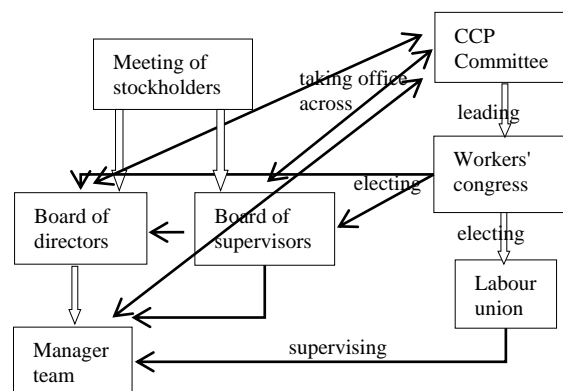 CCP
Committee
Meeting of
stockholders
taking office
across
leading
Workers'
congress
electing
Board of
directors
Board of
supervisors
electing
Labour
union
Manager
team
supervising